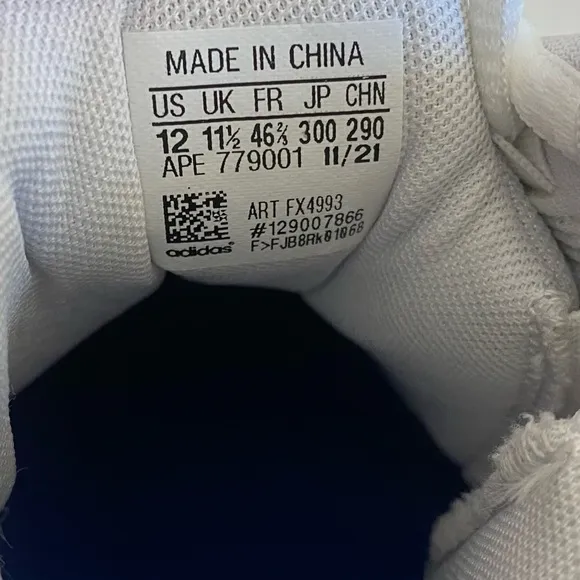 MADE IN CHINA
US UK FR JP CHN
12 11½ 46⅔ 300 290
APE 779001 11/21
ART FX4993
#129007866
F>FJB8Rk01068
adidas